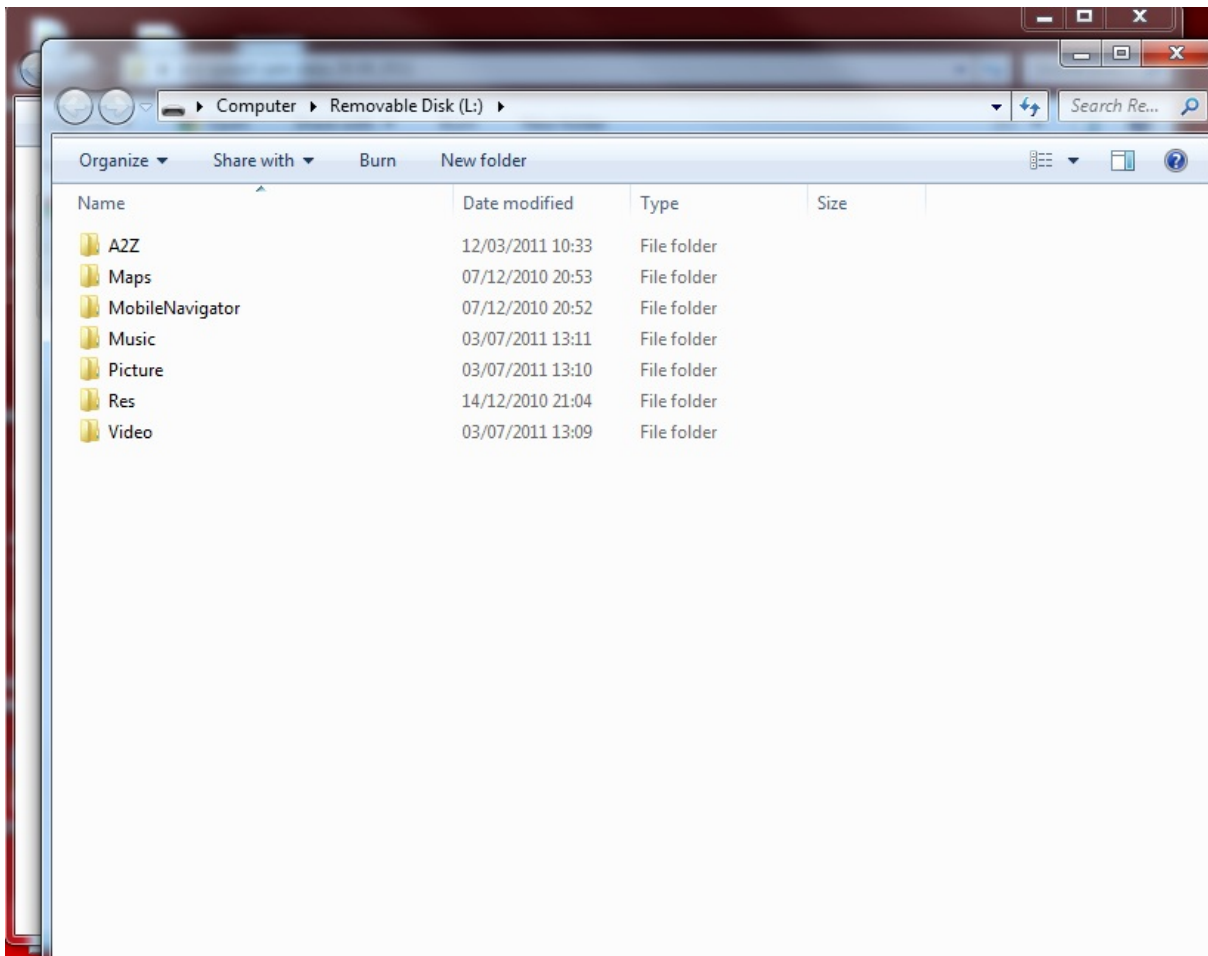 Computer Removable Disk (L:) Search Re...
Organize Share with Burn New folder
Name Date modified Type Size
A2Z 12/03/2011 10:33 File folder
Maps 07/12/2010 20:53 File folder
MobileNavigator 07/12/2010 20:52 File folder
Music 03/07/2011 13:11 File folder
Picture 03/07/2011 13:10 File folder
Res 14/12/2010 21:04 File folder
Video 03/07/2011 13:09 File folder